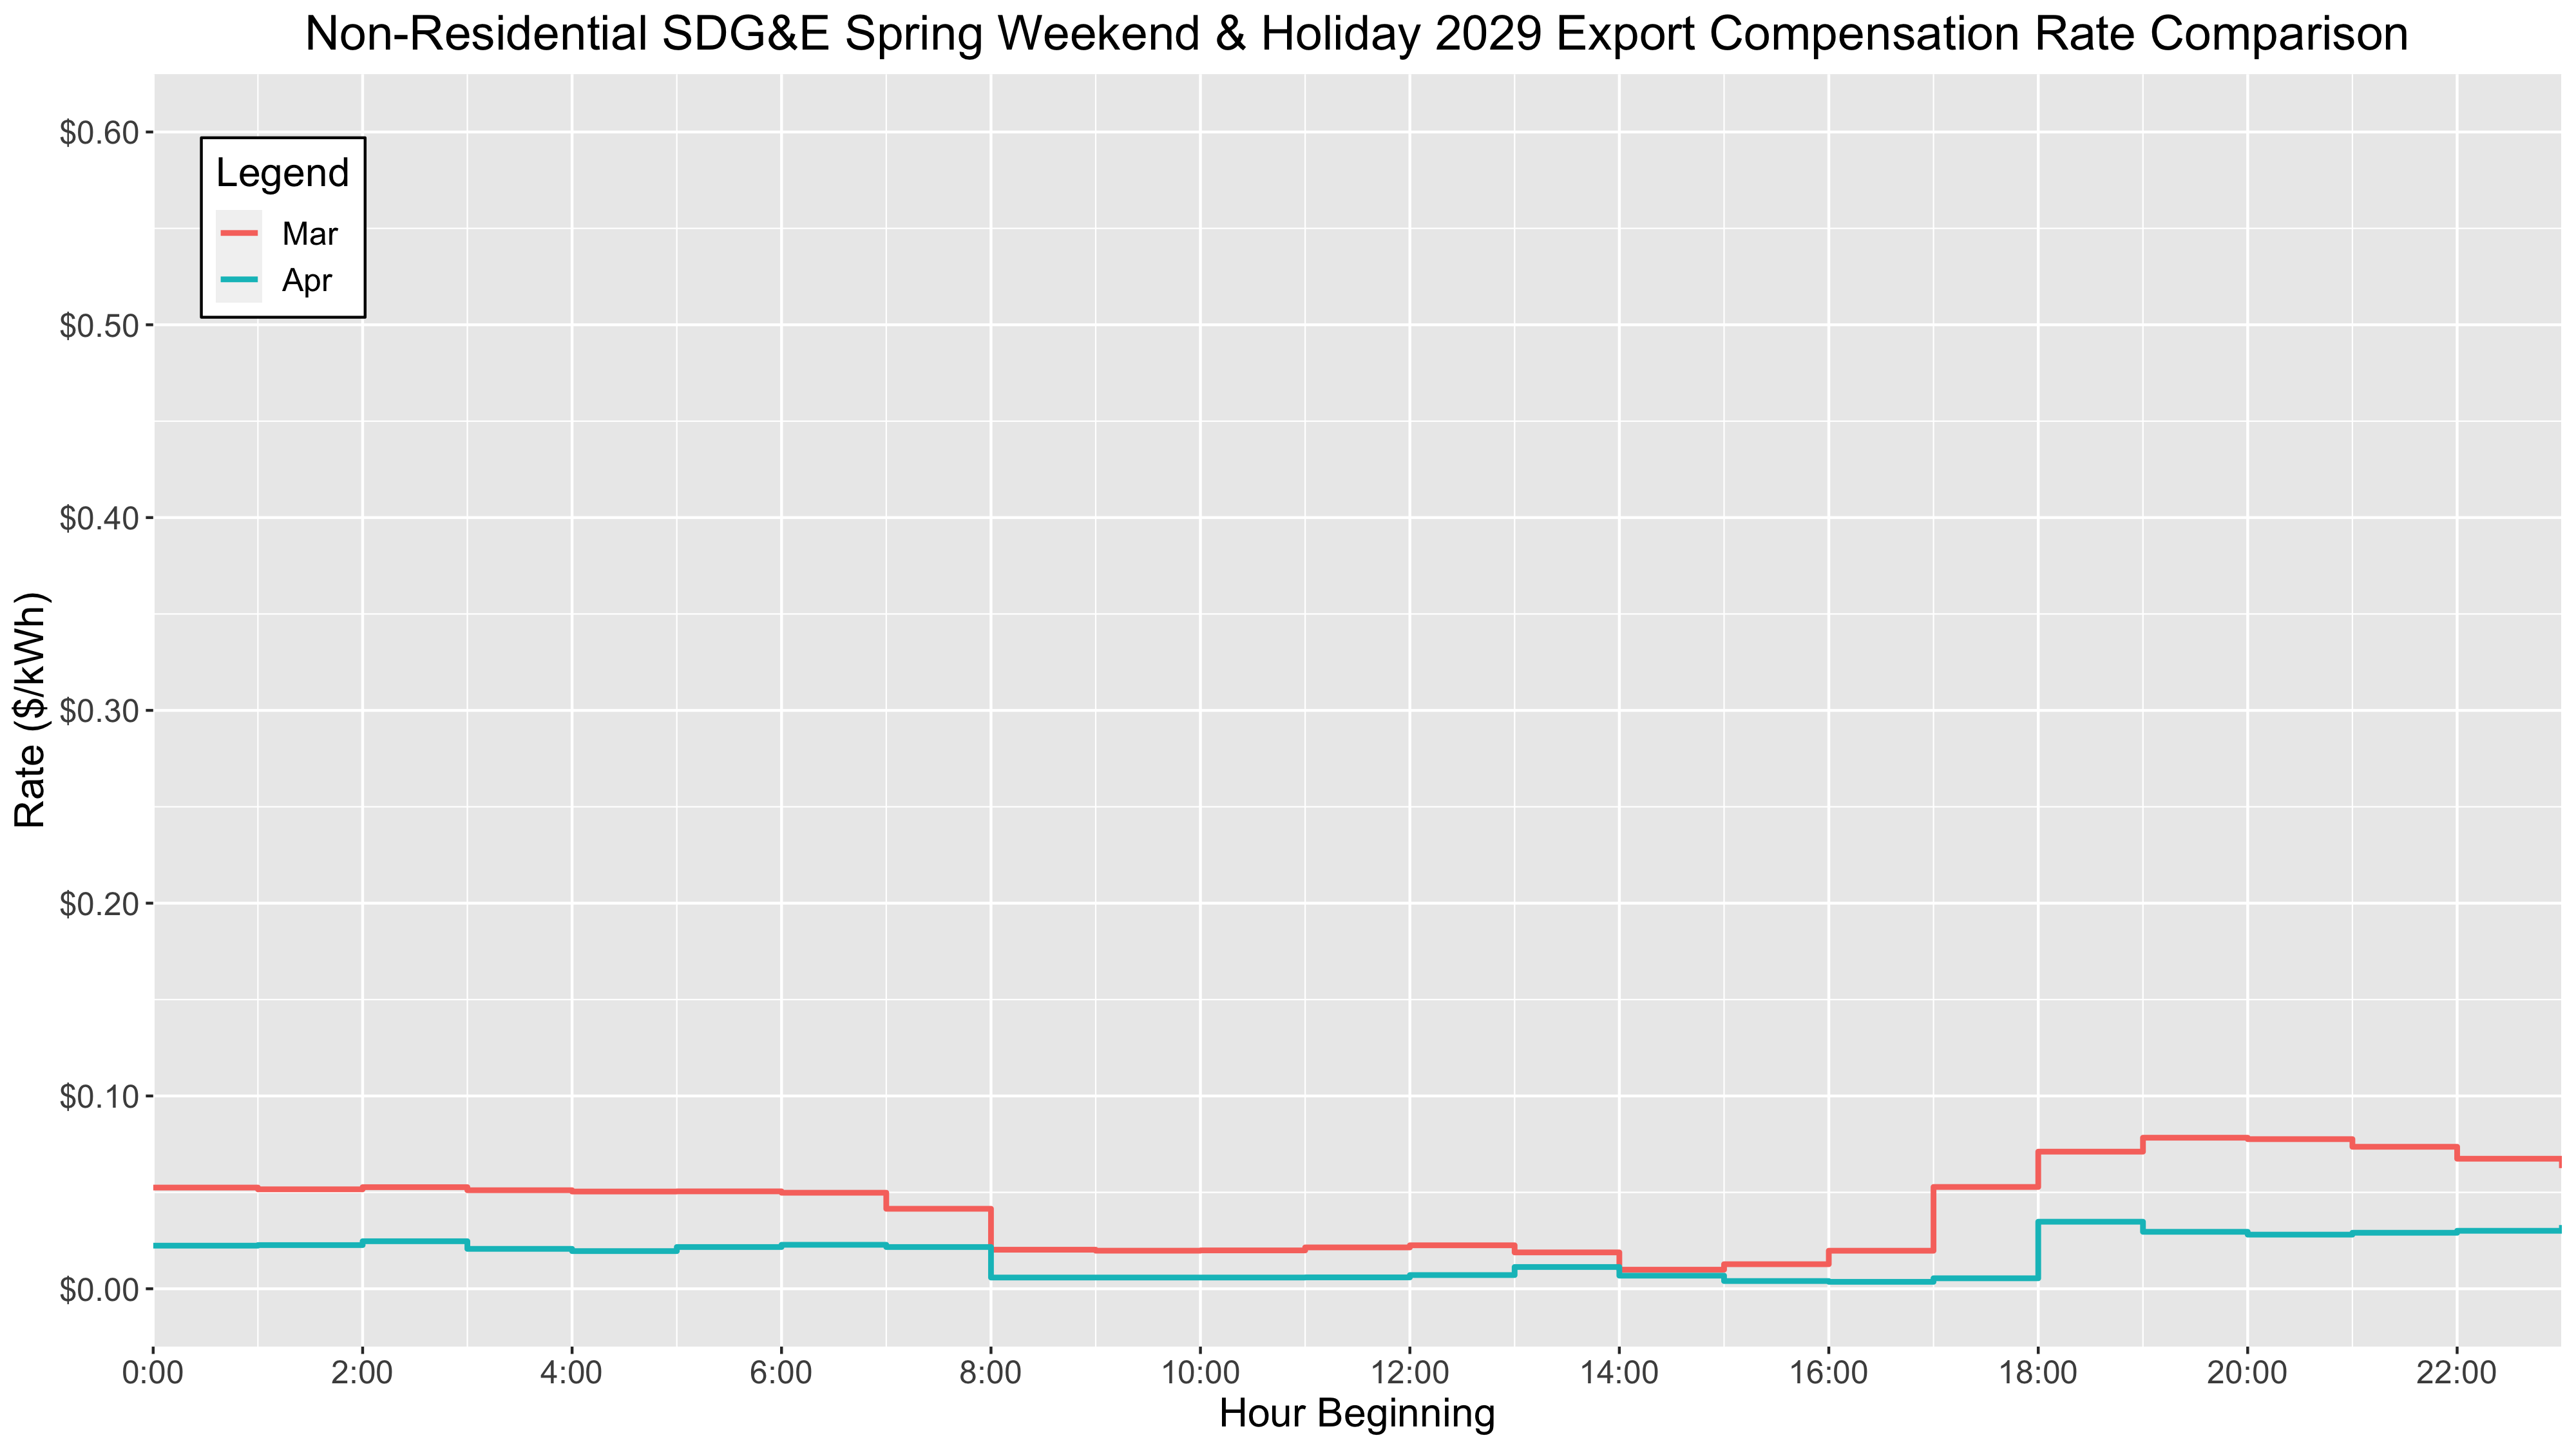 Non-Residential SDG&E Spring Weekend & Holiday 2029 Export Compensation Rate Comparison
Legend
Mar
Apr
Rate ($/kWh)
$0.60
$0.50
$0.40
$0.30
$0.20
$0.10
$0.00
0:00 2:00 4:00 6:00 8:00 10:00 12:00 14:00 16:00 18:00 20:00 22:00
Hour Beginning